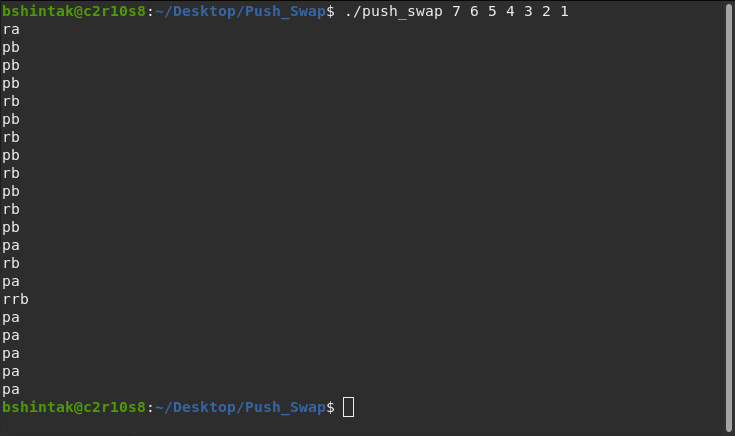 bshintak@c2r10s8:~/Desktop/Push_Swap$ ./push_swap 7 6 5 4 3 2 1
ra
pb
pb
pb
rb
pb
rb
pb
rb
pb
rb
pb
pa
rb
pa
rrb
pa
pa
pa
pa
pa
bshintak@c2r10s8:~/Desktop/Push_Swap$